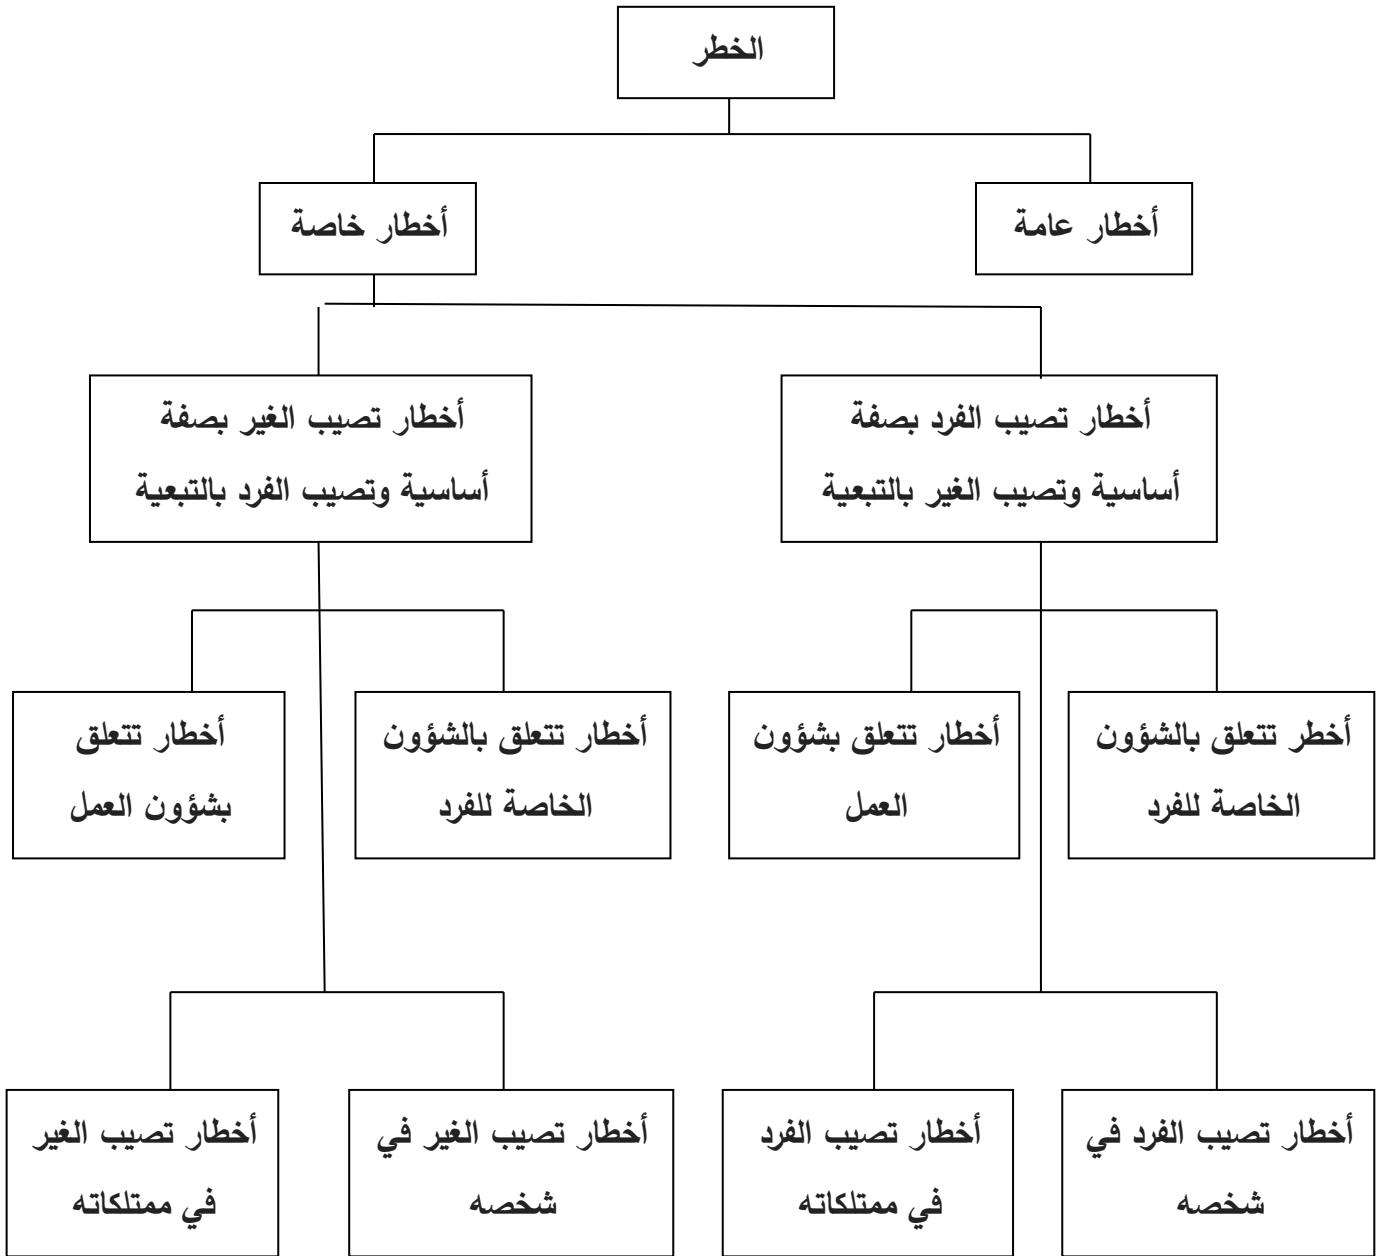 الخطر
أخطار عامة
أخطار خاصة
أخطار تصيب الفرد بصفة
أساسية وتصيب الغير بالتبعية
أخطار تصيب الغير بصفة
أساسية وتصيب الفرد بالتبعية
أخطر تتعلق بالشؤون
الخاصة للفرد
أخطار تتعلق بشؤون
العمل
أخطار تتعلق بالشؤون
الخاصة للفرد
أخطار تتعلق
بشؤون العمل
أخطار تصيب الفرد في
شخصه
أخطار تصيب الفرد
في ممتلكاته
أخطار تصيب الغير في
شخصه
أخطار تصيب الغير
في ممتلكاته